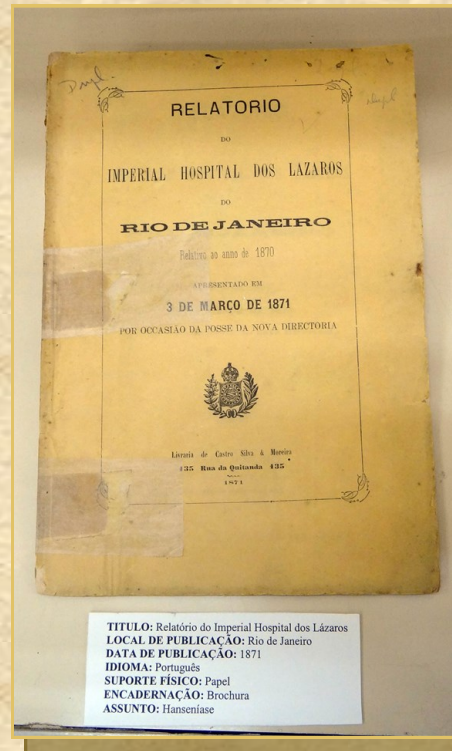 Dupl.
dupl
RELATORIO
DO
IMPERIAL HOSPITAL DOS LAZAROS
DO
RIO DE JANEIRO
Relativo ao anno de 1870
APRESENTADO EM
3 DE MARÇO DE 1871
POR OCCASIÃO DA POSSE DA NOVA DIRECTORIA
Livraria de Castro Silva & Moreira
135 Rua da Quitanda 135
1871
TITULO: Relatório do Imperial Hospital dos Lázaros
LOCAL DE PUBLICAÇÃO: Rio de Janeiro
DATA DE PUBLICAÇÃO: 1871
IDIOMA: Português
SUPORTE FÍSICO: Papel
ENCADERNAÇÃO: Brochura
ASSUNTO: Hanseníase